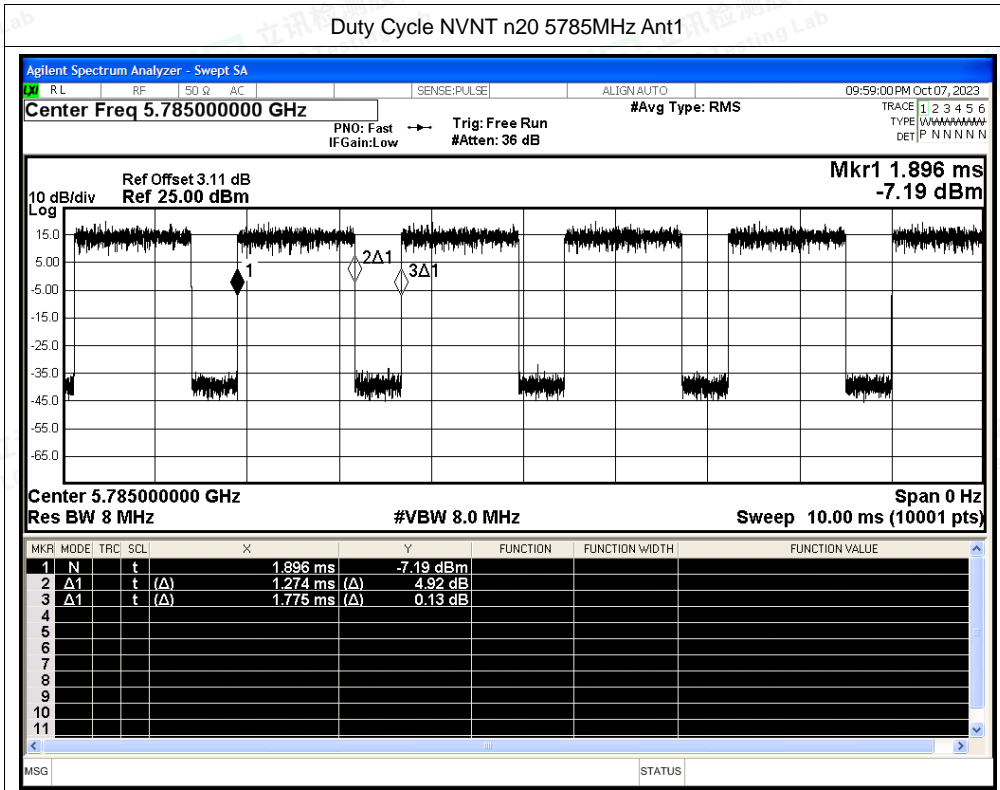 Duty Cycle NVNT n20 5785MHz Ant1
Agilent Spectrum Analyzer - Swept SA
LXI RL RF 50 Ω AC SENSE:PULSE ALIGN AUTO 09:59:00 PM Oct 07, 2023
Center Freq 5.785000000 GHz #Avg Type: RMS TRACE 1 2 3 4 5 6
PNO: Fast Trig: Free Run TYPE WWWWWW
IFGain:Low #Atten: 36 dB DET P N N N N N
Mkr1 1.896 ms
Ref Offset 3.11 dB
10 dB/div Ref 25.00 dBm -7.19 dBm
Log
15.0
5.00
-5.00
-15.0
-25.0
-35.0
-45.0
-55.0
-65.0
1
2Δ1
3Δ1
Center 5.785000000 GHz Span 0 Hz
Res BW 8 MHz #VBW 8.0 MHz Sweep 10.00 ms (10001 pts)
MKR MODE TRC SCL X Y FUNCTION FUNCTION WIDTH FUNCTION VALUE
1 N t 1.896 ms -7.19 dBm
2 Δ1 t (Δ) 1.274 ms (Δ) 4.92 dB
3 Δ1 t (Δ) 1.775 ms (Δ) 0.13 dB
4
5
6
7
8
9
10
11
MSG STATUS